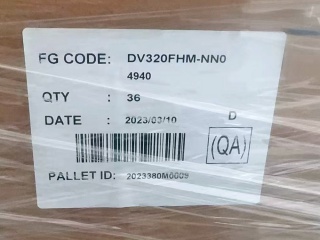 FG CODE: DV320FHM-NN0
4940
QTY : 36
DATE : 2023/03/10
D
(QA)
PALLET ID: 2023380M0009